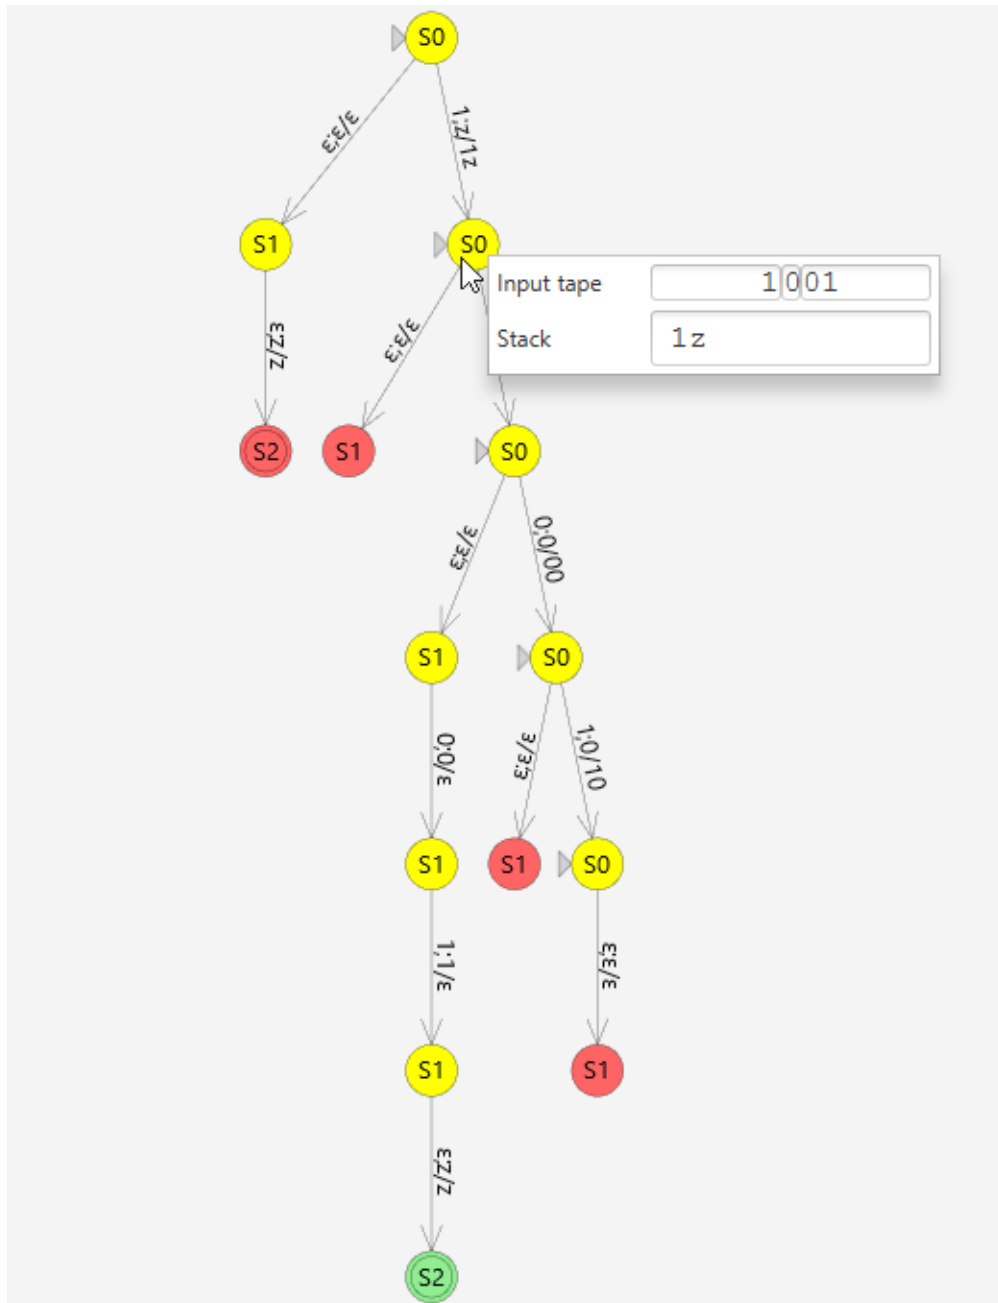 S0
ε;ε/ε
1;z/1z
S1
S0
Input tape
1001
Stack
1z
ε;z/z
ε;ε/ε
S2
S1
S0
ε;ε/ε
0;0/00
S1
S0
0;0/ε
ε;ε/ε
1;0/10
S1
S1
S0
1;1/ε
ε;ε/ε
S1
S1
ε;z/z
S2